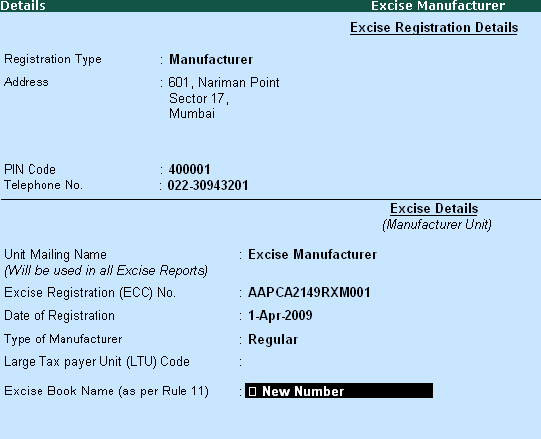 Details Excise Manufacturer
Excise Registration Details
Registration Type : Manufacturer
Address : 601, Nariman Point
Sector 17,
Mumbai
PIN Code : 400001
Telephone No. : 022-30943201
Excise Details
(Manufacturer Unit)
Unit Mailing Name : Excise Manufacturer
(Will be used in all Excise Reports)
Excise Registration (ECC) No. : AAPCA2149RXM001
Date of Registration : 1-Apr-2009
Type of Manufacturer : Regular
Large Tax payer Unit (LTU) Code :
Excise Book Name (as per Rule 11) : □ New Number